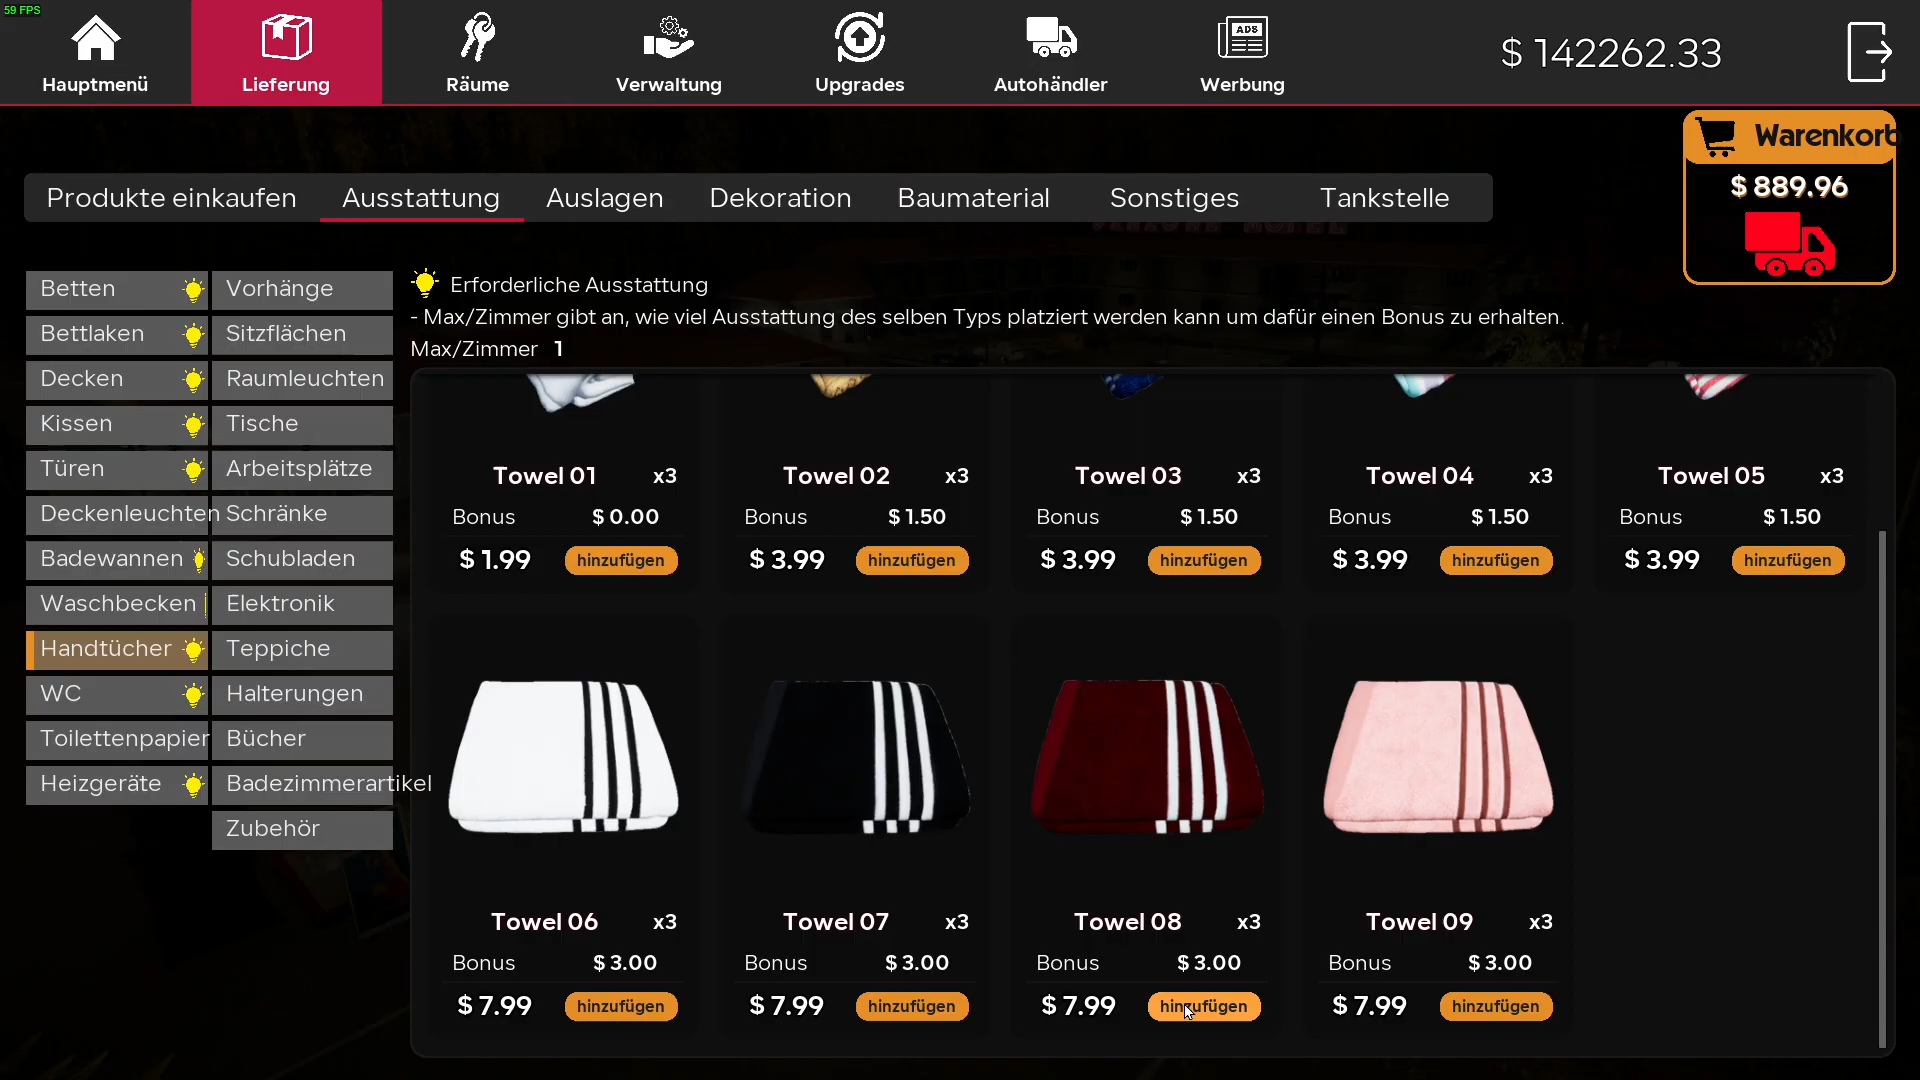 59 FPS
Hauptmenü
Lieferung
Räume
Verwaltung
Upgrades
Autohändler
ADS
Werbung
$ 142262.33
Warenkorb
$ 889.96
Produkte einkaufen
Ausstattung
Auslagen
Dekoration
Baumaterial
Sonstiges
Tankstelle
Betten
Vorhänge
Bettlaken
Sitzflächen
Decken
Raumleuchten
Kissen
Tische
Türen
Arbeitsplätze
Deckenleuchten
Schränke
Badewannen
Schubladen
Waschbecken
Elektronik
Handtücher
Teppiche
WC
Halterungen
Toilettenpapier
Bücher
Heizgeräte
Badezimmerartikel
Zubehör
Erforderliche Ausstattung
- Max/Zimmer gibt an, wie viel Ausstattung des selben Typs platziert werden kann um dafür einen Bonus zu erhalten.
Max/Zimmer 1
Towel 01 x3
Bonus $ 0.00
$ 1.99 hinzufügen
Towel 02 x3
Bonus $ 1.50
$ 3.99 hinzufügen
Towel 03 x3
Bonus $ 1.50
$ 3.99 hinzufügen
Towel 04 x3
Bonus $ 1.50
$ 3.99 hinzufügen
Towel 05 x3
Bonus $ 1.50
$ 3.99 hinzufügen
Towel 06 x3
Bonus $ 3.00
$ 7.99 hinzufügen
Towel 07 x3
Bonus $ 3.00
$ 7.99 hinzufügen
Towel 08 x3
Bonus $ 3.00
$ 7.99 hinzufügen
Towel 09 x3
Bonus $ 3.00
$ 7.99 hinzufügen